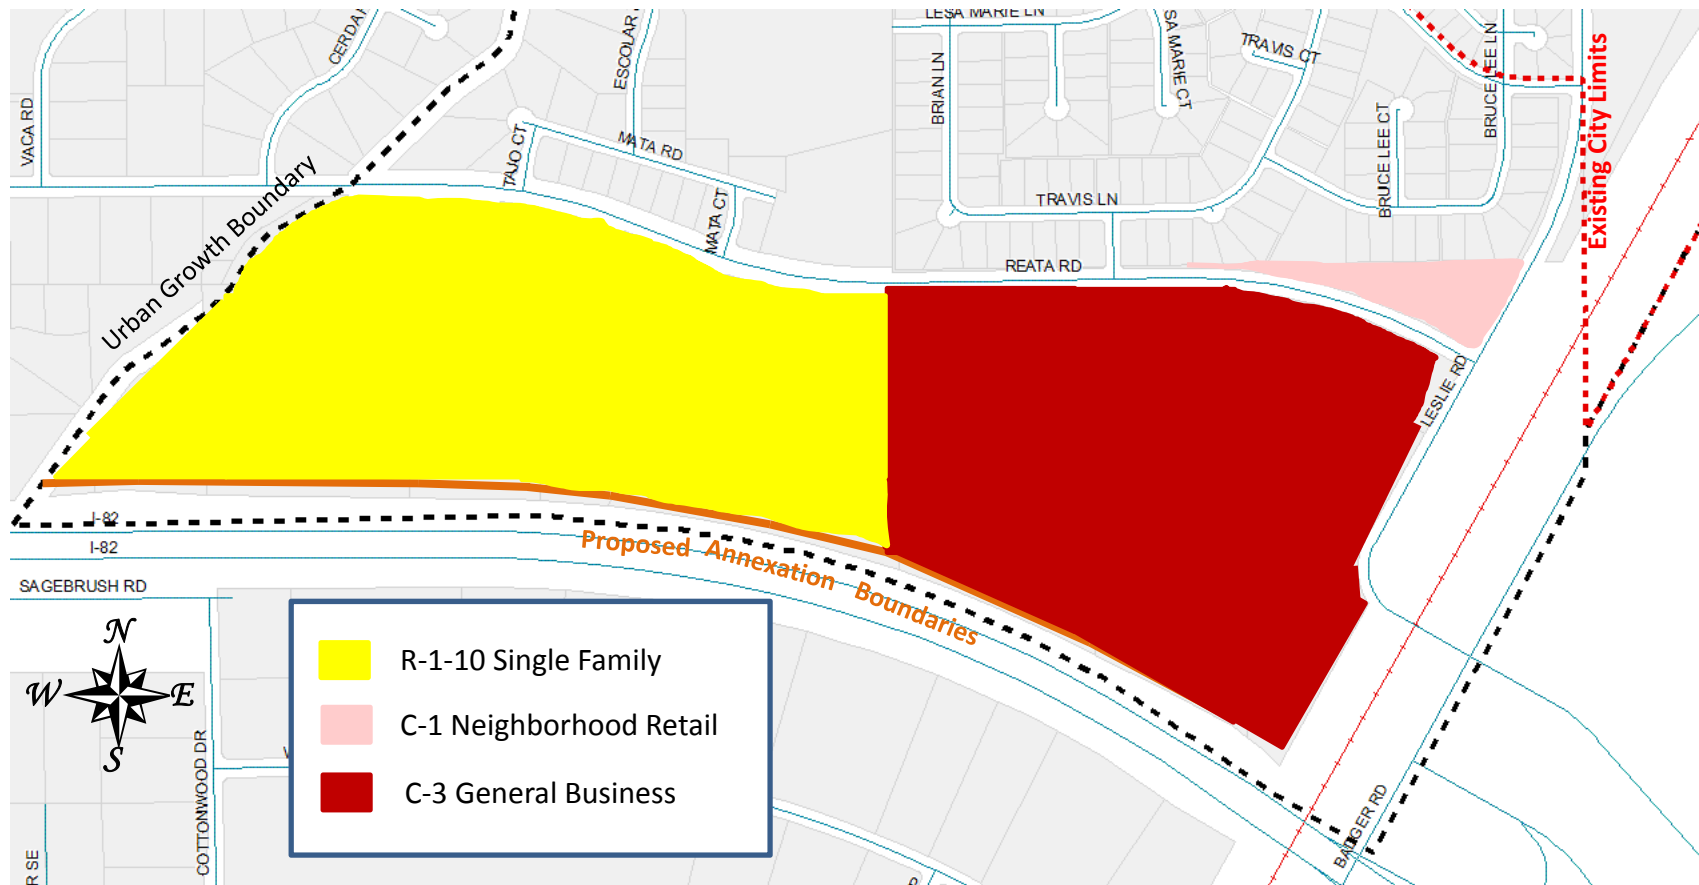 LESA MARIE LN
CERDA
ESCOLAR
SA MARIE CT
TRAVIS CT
BRUCE LEE LN
Existing City Limits
VACA RD
BRIAN LN
MATA RD
TAJO CT
BRUCE LEE CT
Urban Growth Boundary
MATA CT
TRAVIS LN
REATA RD
LESLIE RD
I-82
I-82
Proposed Annexation Boundaries
SAGEBRUSH RD
N
W E
S
R-1-10 Single Family
C-1 Neighborhood Retail
C-3 General Business
COTTONWOOD DR
BADGER RD
R SE